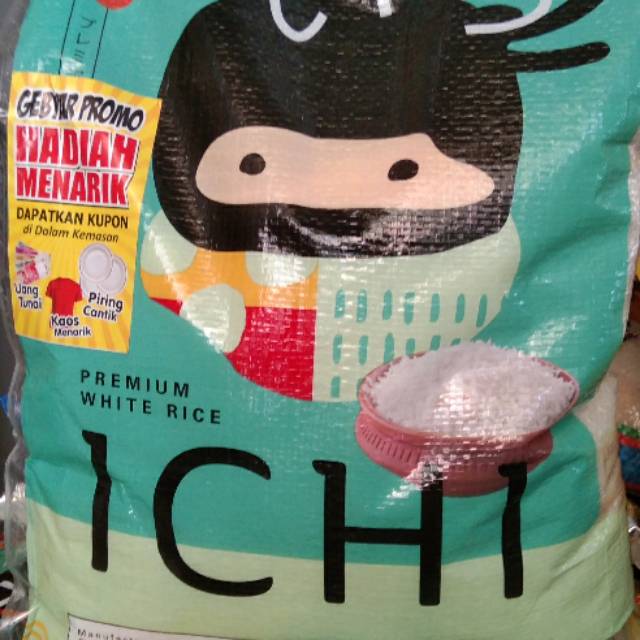 GEBYAR PROMO
HADIAH
MENARIK
DAPATKAN KUPON
di Dalam Kemasan
Uang
Tunai
Kaos
Menarik
Piring
Cantik
PREMIUM
WHITE RICE
ICHI